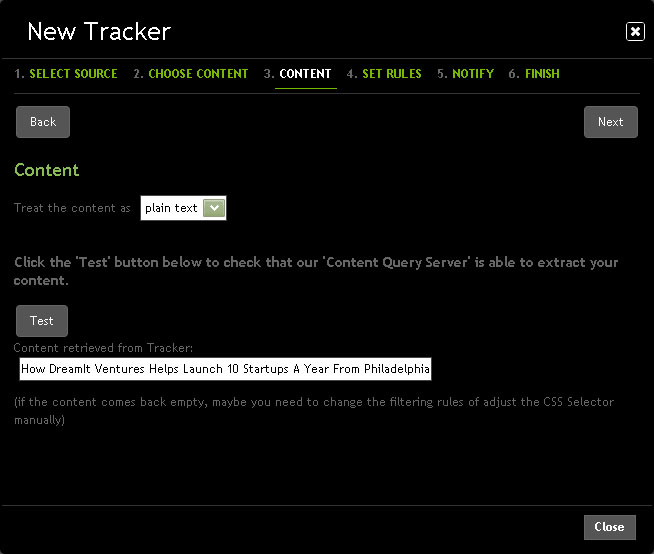 New Tracker
1. SELECT SOURCE 2. CHOOSE CONTENT 3. CONTENT 4. SET RULES 5. NOTIFY 6. FINISH
Back Next
Content
Treat the content as plain text
Click the 'Test' button below to check that our 'Content Query Server' is able to extract your
content.
Test
Content retrieved from Tracker:
How DreamIt Ventures Helps Launch 10 Startups A Year From Philadelphia
(if the content comes back empty, maybe you need to change the filtering rules of adjust the CSS Selector
manually)
Close